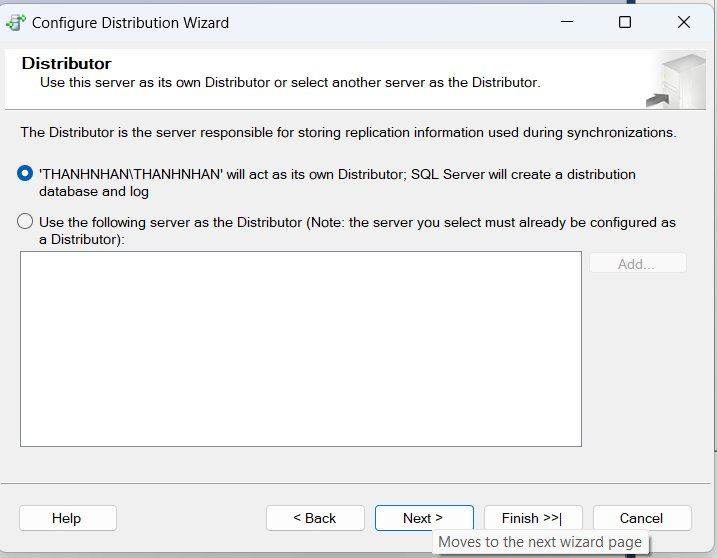 Configure Distribution Wizard
Distributor
Use this server as its own Distributor or select another server as the Distributor.
The Distributor is the server responsible for storing replication information used during synchronizations.
'THANHNHAN\THANHNHAN' will act as its own Distributor; SQL Server will create a distribution
database and log
Use the following server as the Distributor (Note: the server you select must already be configured as
a Distributor):
Add...
Help
< Back
Next >
Finish >>|
Cancel
Moves to the next wizard page